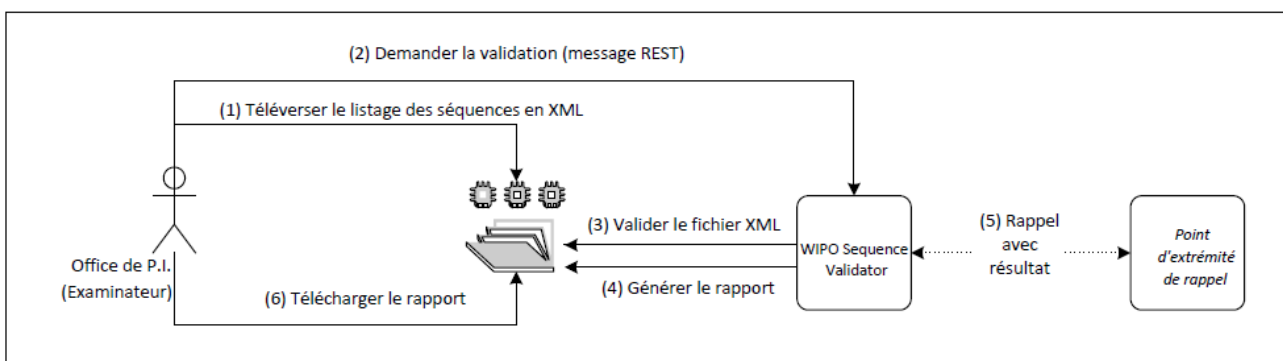 (2) Demander la validation (message REST)
(1) Téléverser le listage des séquences en XML
(3) Valider le fichier XML
WIPO Sequence
Validator
(5) Rappel
avec
résultat
Point
d'extrémité
de rappel
Office de P.I.
(Examinateur)
(4) Générer le rapport
(6) Télécharger le rapport